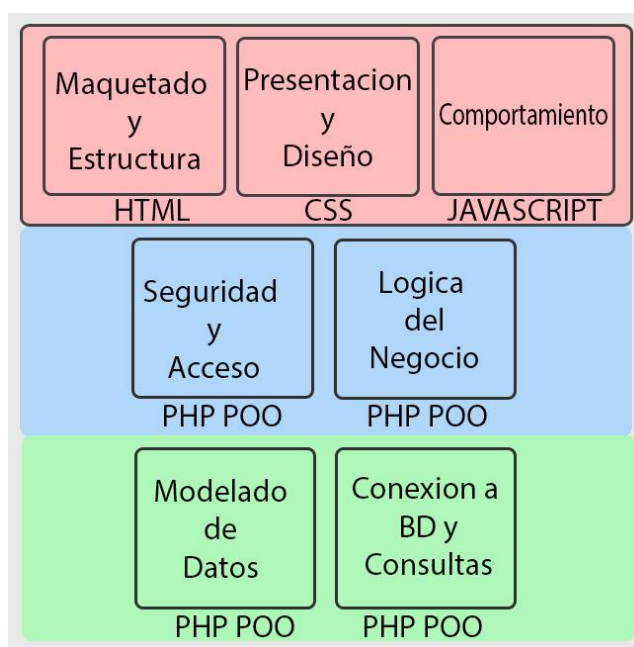 Maquetado
y
Estructura
HTML
Presentacion
y
Diseño
CSS
Comportamiento
JAVASCRIPT
Seguridad
y
Acceso
PHP POO
Logica
del
Negocio
PHP POO
Modelado
de
Datos
PHP POO
Conexion a
BD y
Consultas
PHP POO